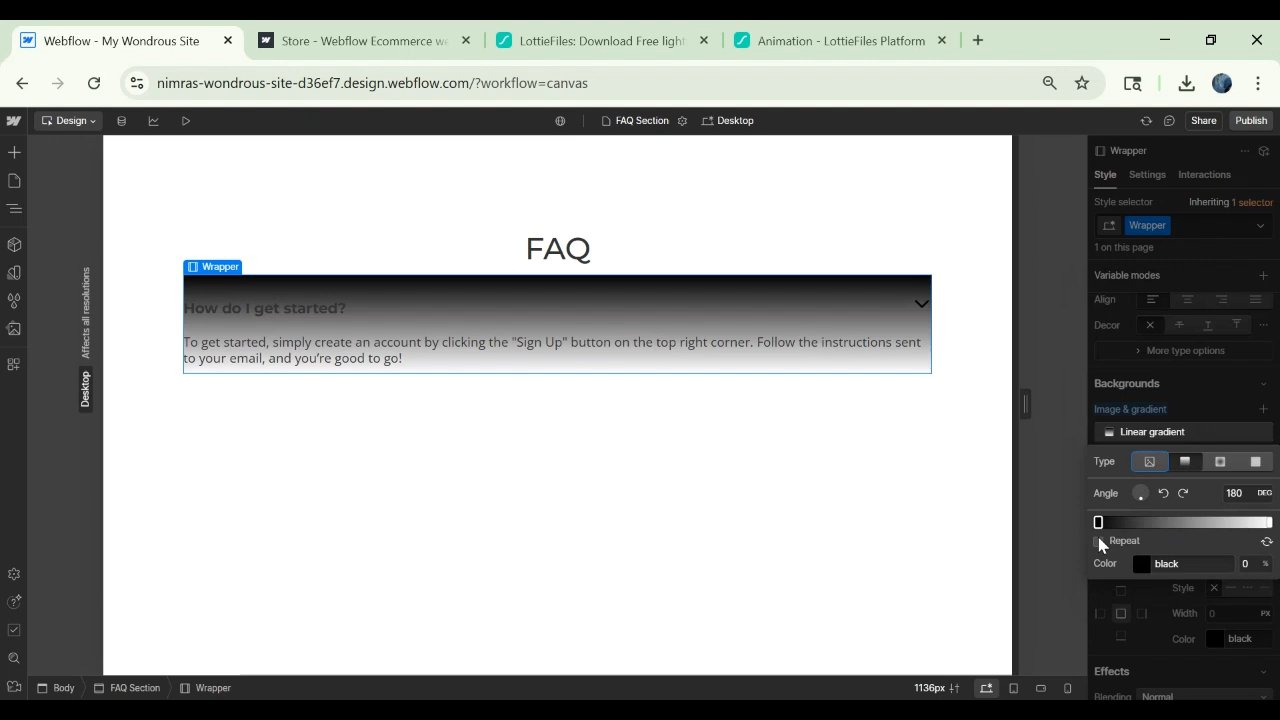 Webflow - My Wondrous Site
Store - Webflow Ecommerce we
LottieFiles: Download Free light
Animation - LottieFiles Platform
nimras-wondrous-site-d36ef7.design.webflow.com/?workflow=canvas
Design
FAQ Section
Desktop
Share
Publish
Wrapper
Style
Settings
Interactions
Style selector
Inheriting 1 selector
Wrapper
1 on this page
Variable modes
Align
Decor
More type options
Backgrounds
Image & gradient
Linear gradient
Type
Angle
180 DEG
Repeat
Color
black
0 %
Style
Width
0
PX
Color
black
Effects
Blending
Normal
Affects all resolutions
Desktop
FAQ
Wrapper
How do I get started?
To get started, simply create an account by clicking the "Sign Up" button on the top right corner. Follow the instructions sent
to your email, and you're good to go!
Body
FAQ Section
Wrapper
1136px